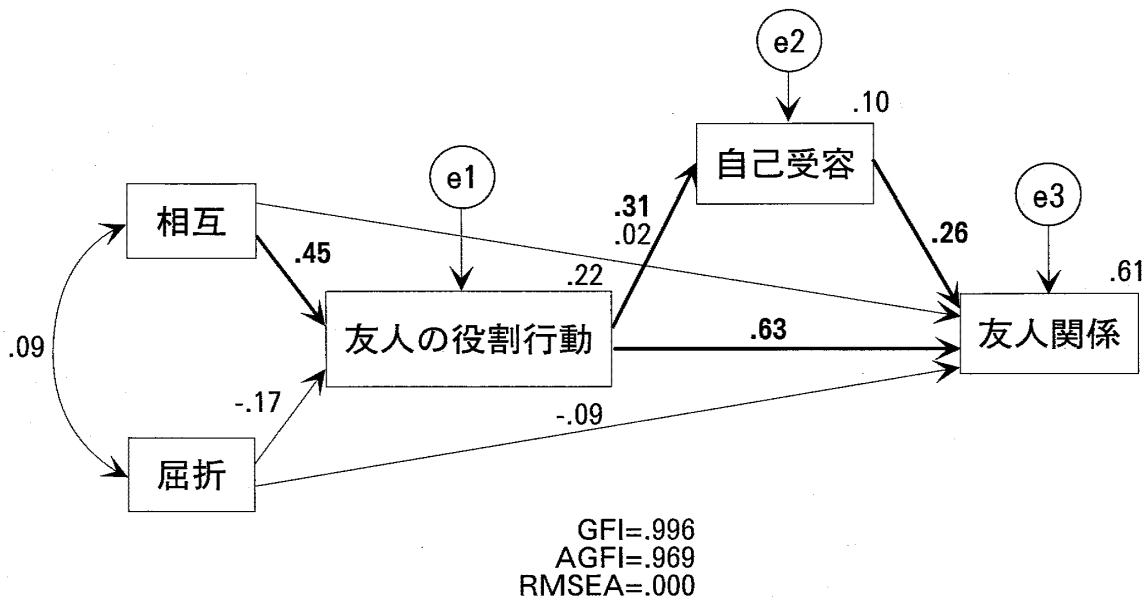 e2
.10
自己受容
e1
e3
相互
.31
.02
.26
.45
.22
.61
友人の役割行動
.63
友人関係
.09
-.17
-.09
屈折
GFI=.996
AGFI=.969
RMSEA=.000